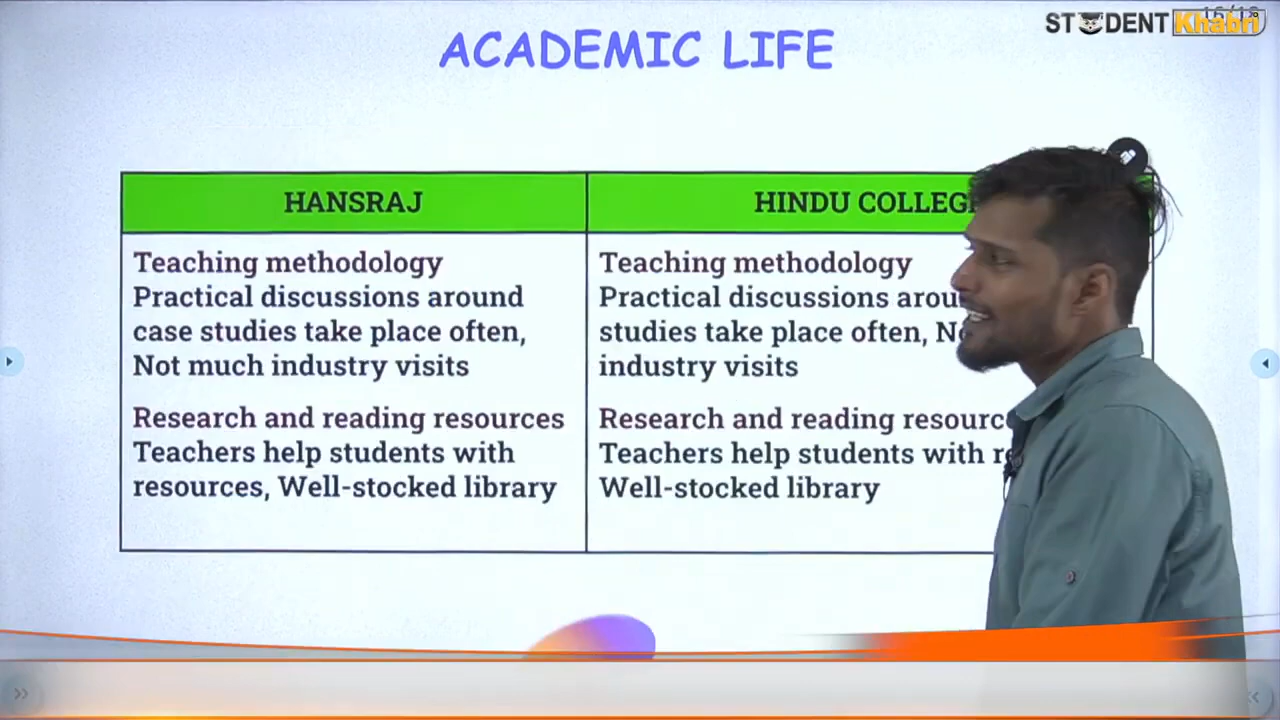 STUDENT Khabri
ACADEMIC LIFE
HANSRAJ
Teaching methodology
Practical discussions around
case studies take place often,
Not much industry visits
Research and reading resources
Teachers help students with
resources, Well-stocked library
HINDU COLLEG
Teaching methodology
Practical discussions arou
studies take place often, N
industry visits
Research and reading resourc
Teachers help students with r
Well-stocked library